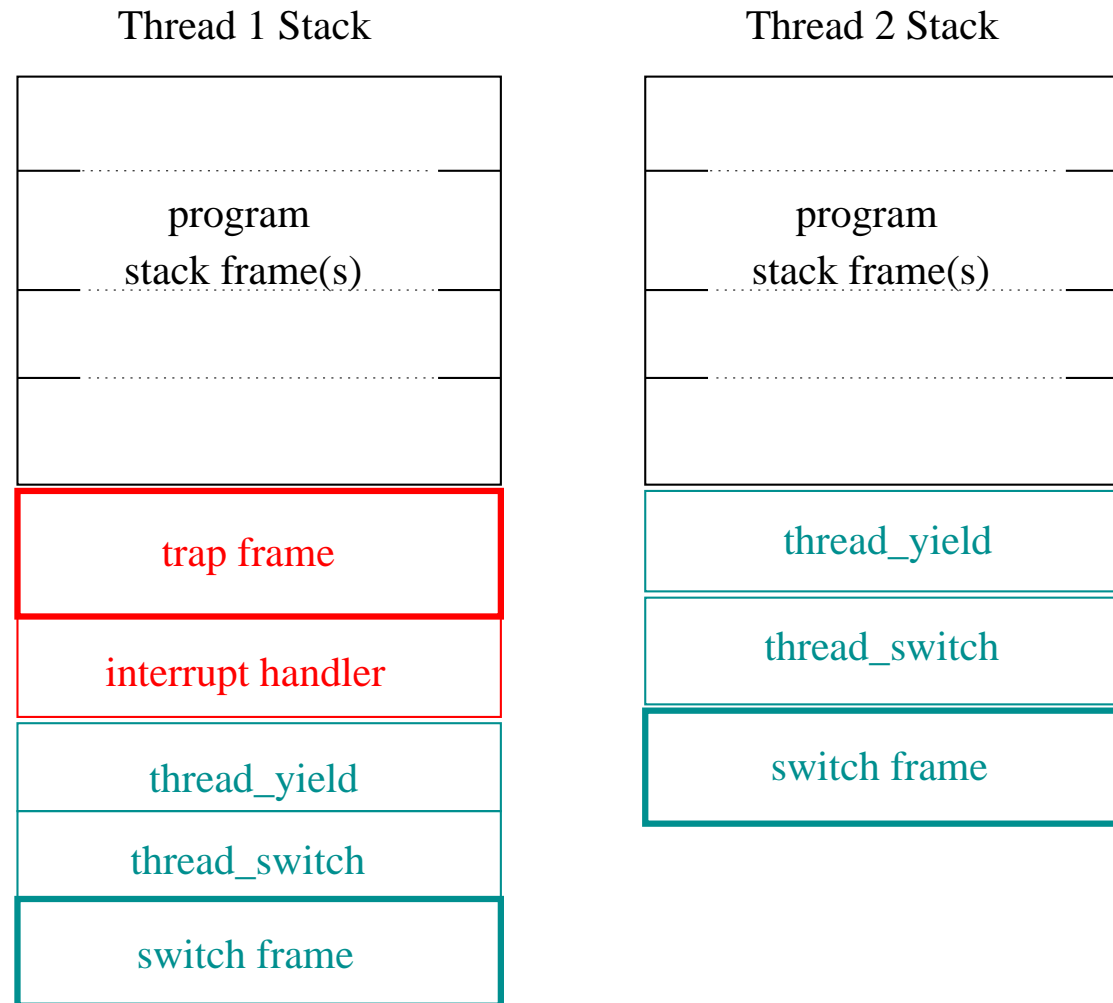 Thread 1 Stack
program
stack frame(s)
trap frame
interrupt handler
thread_yield
thread_switch
switch frame
Thread 2 Stack
program
stack frame(s)
thread_yield
thread_switch
switch frame